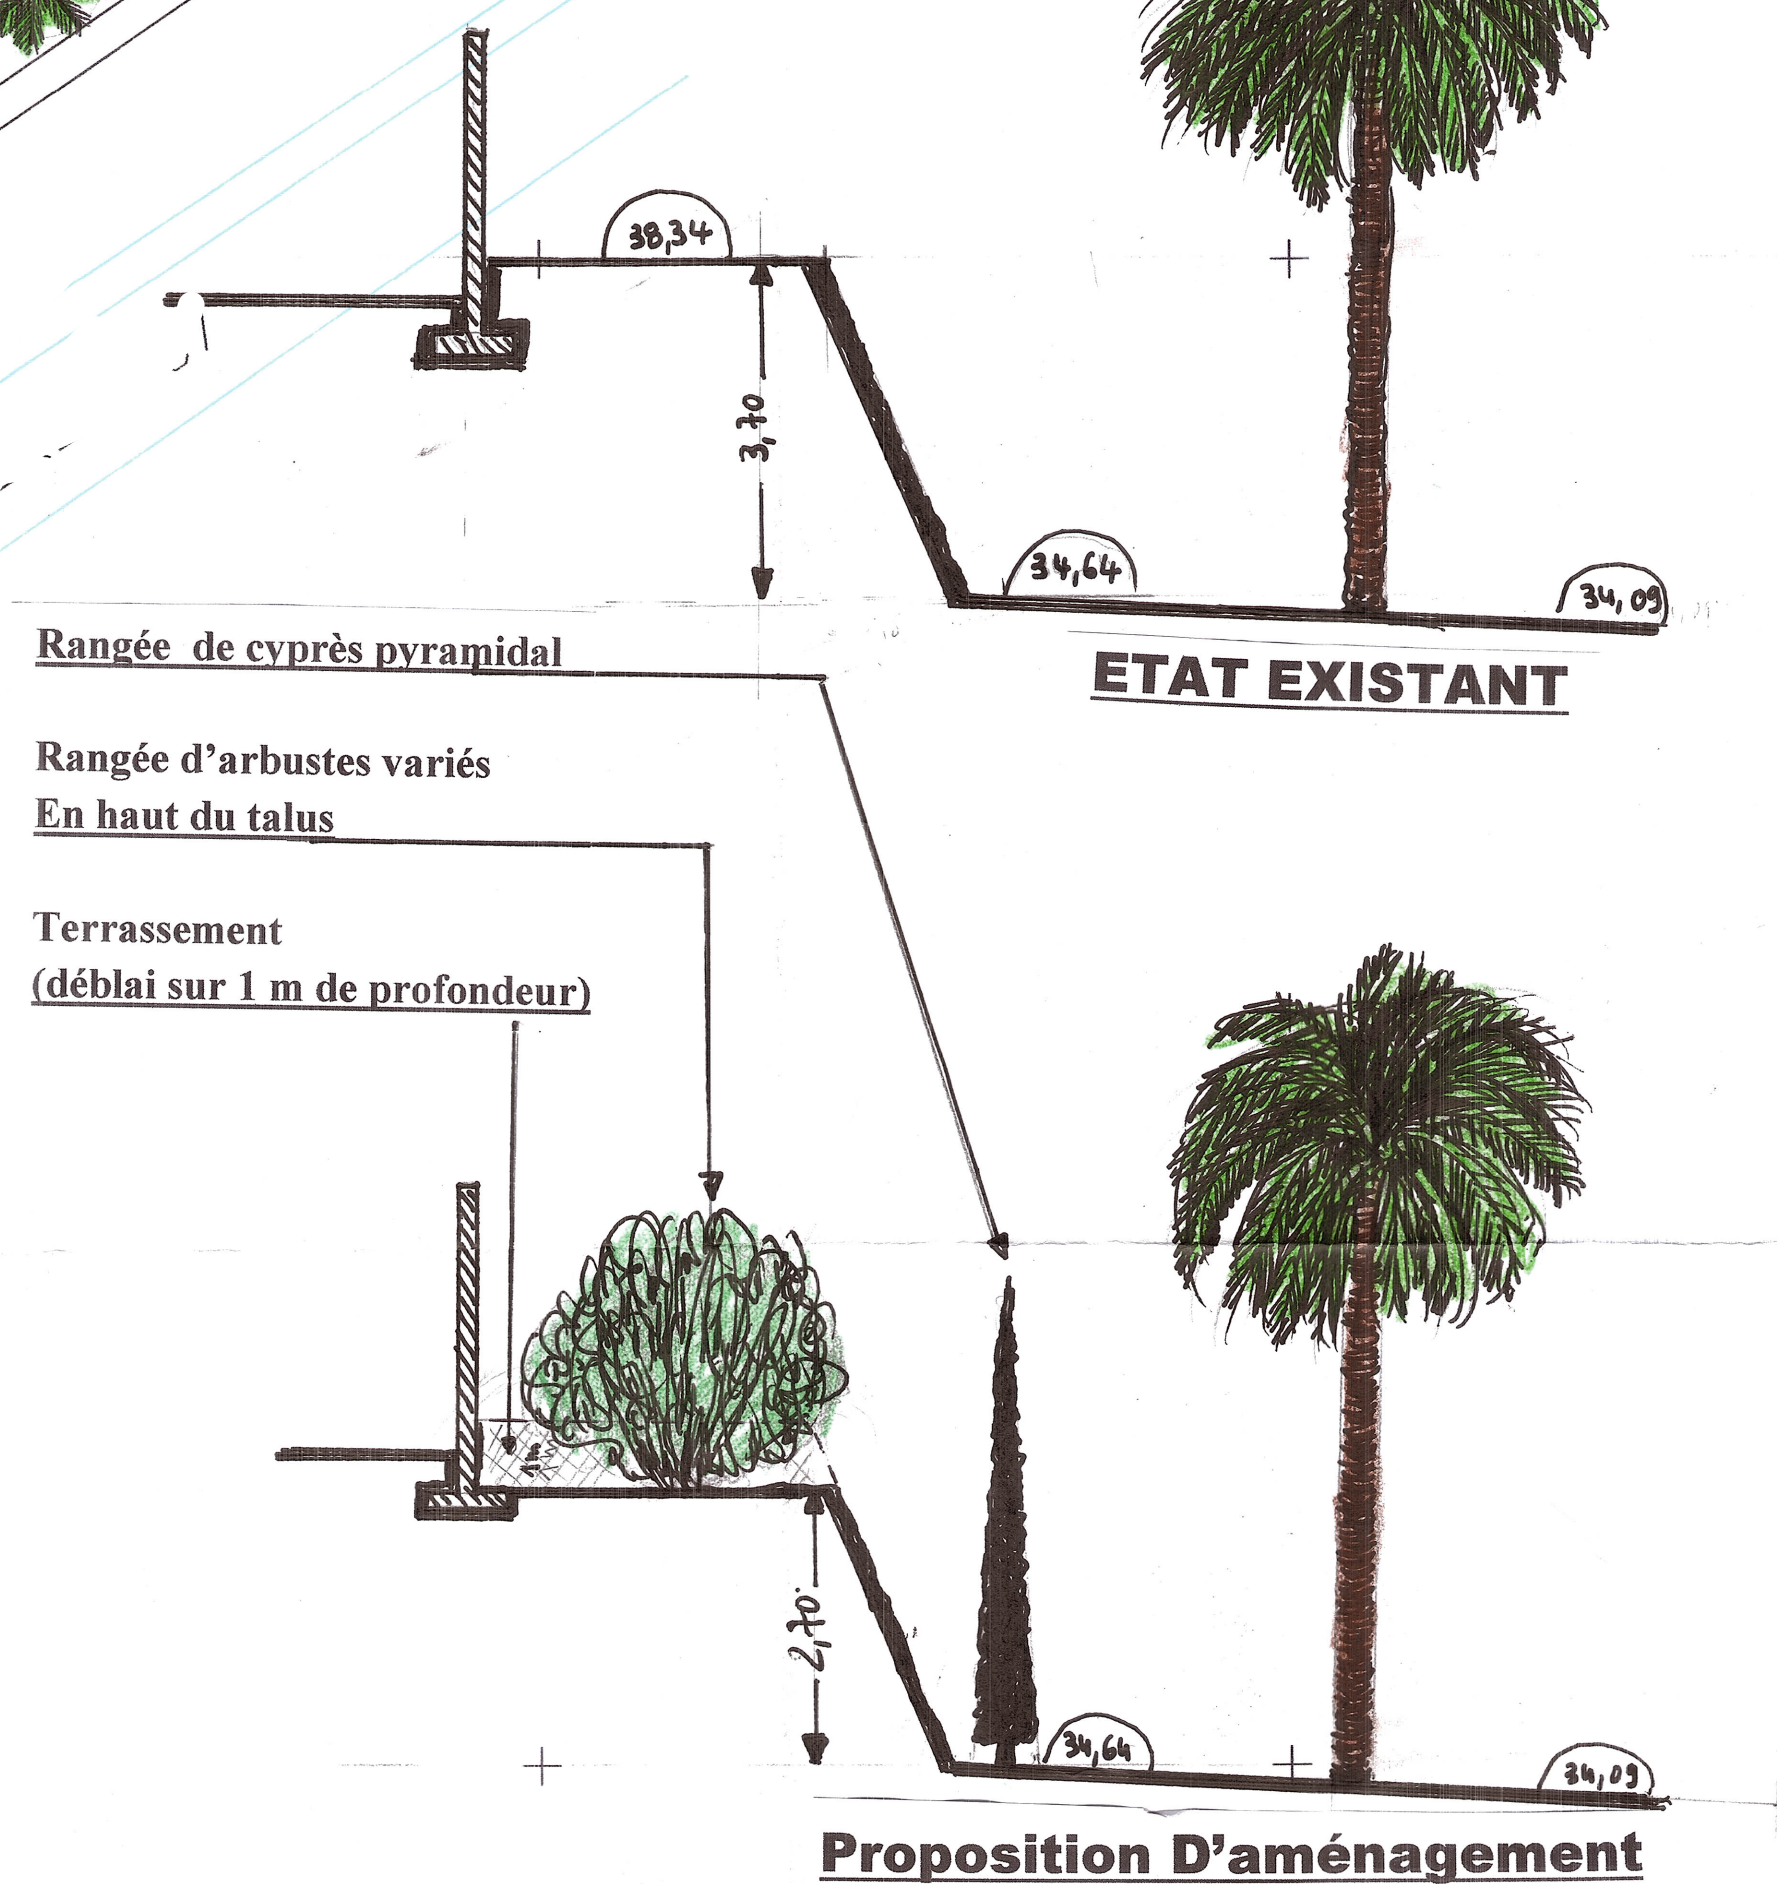 38,34
3,70
34,64
34,09
ETAT EXISTANT
Rangée de cyprès pyramidal
Rangée d'arbustes variés
En haut du talus
Terrassement
(déblai sur 1 m de profondeur)
1m
2,70
34,64
34,09
Proposition D'aménagement